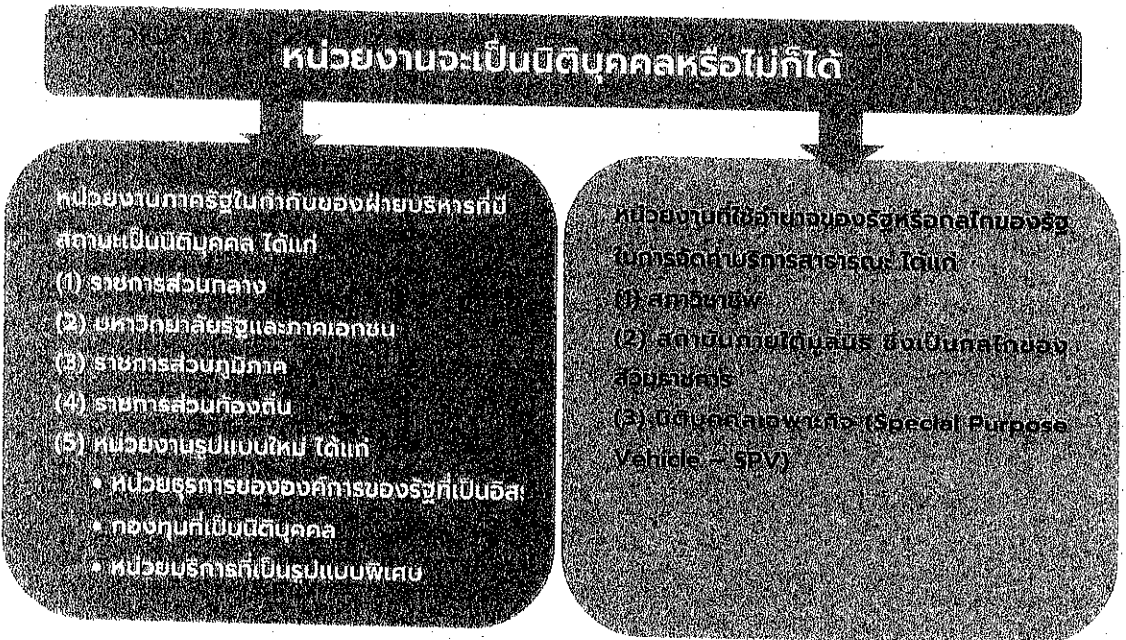 หน่วยงานจะเป็นนิติบุคคลหรือไม่ก็ได้
หน่วยงานภาครัฐในกำกับของฝ่ายบริหารที่มี
สถานะเป็นนิติบุคคล ได้แก่
(1) ราชการส่วนกลาง
(2) มหาวิทยาลัยรัฐและภาคเอกชน
(3) ราชการส่วนภูมิภาค
(4) ราชการส่วนท้องถิ่น
(5) หน่วยงานรูปแบบใหม่ ได้แก่
• หน่วยธุรการขององค์การของรัฐที่เป็นอิสร
• กองทุนที่เป็นนิติบุคคล
• หน่วยบริการที่เป็นรูปแบบพิเศษ
หน่วยงานที่ใช้อำนาจของรัฐหรือกลไกของรัฐ
ในการจัดทำบริการสาธารณะ ได้แก่
(1) สภาวิชาชีพ
(2) สถาบันภายใต้มูลนิธิ ซึ่งเป็นกลไกของ
ส่วนราชการ
(3) นิติบุคคลเฉพาะกิจ (Special Purpose
Vehicle – SPV)